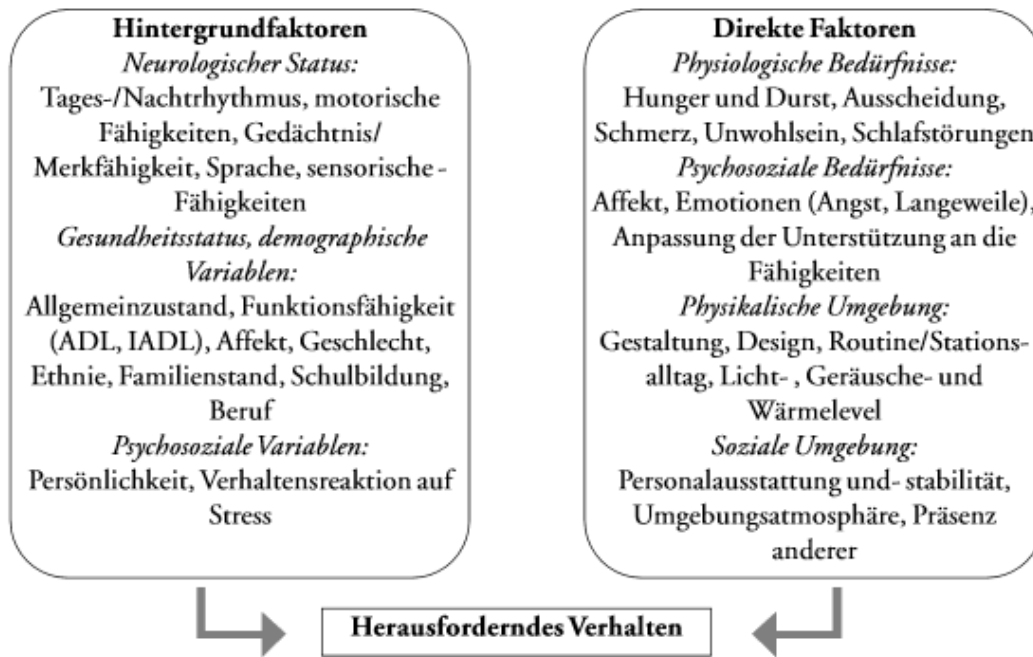 Hintergrundfaktoren
Neurologischer Status:
Tages-/Nachtrhythmus, motorische
Fähigkeiten, Gedächtnis/
Merkfähigkeit, Sprache, sensorische -
Fähigkeiten
Gesundheitsstatus, demographische
Variablen:
Allgemeinzustand, Funktionsfähigkeit
(ADL, IADL), Affekt, Geschlecht,
Ethnie, Familienstand, Schulbildung,
Beruf
Psychosoziale Variablen:
Persönlichkeit, Verhaltensreaktion auf
Stress
Direkte Faktoren
Physiologische Bedürfnisse:
Hunger und Durst, Ausscheidung,
Schmerz, Unwohlsein, Schlafstörungen
Psychosoziale Bedürfnisse:
Affekt, Emotionen (Angst, Langeweile),
Anpassung der Unterstützung an die
Fähigkeiten
Physikalische Umgebung:
Gestaltung, Design, Routine/Stations-
alltag, Licht- , Geräusche- und
Wärmelevel
Soziale Umgebung:
Personalausstattung und- stabilität,
Umgebungsatmosphäre, Präsenz
anderer
Herausforderndes Verhalten